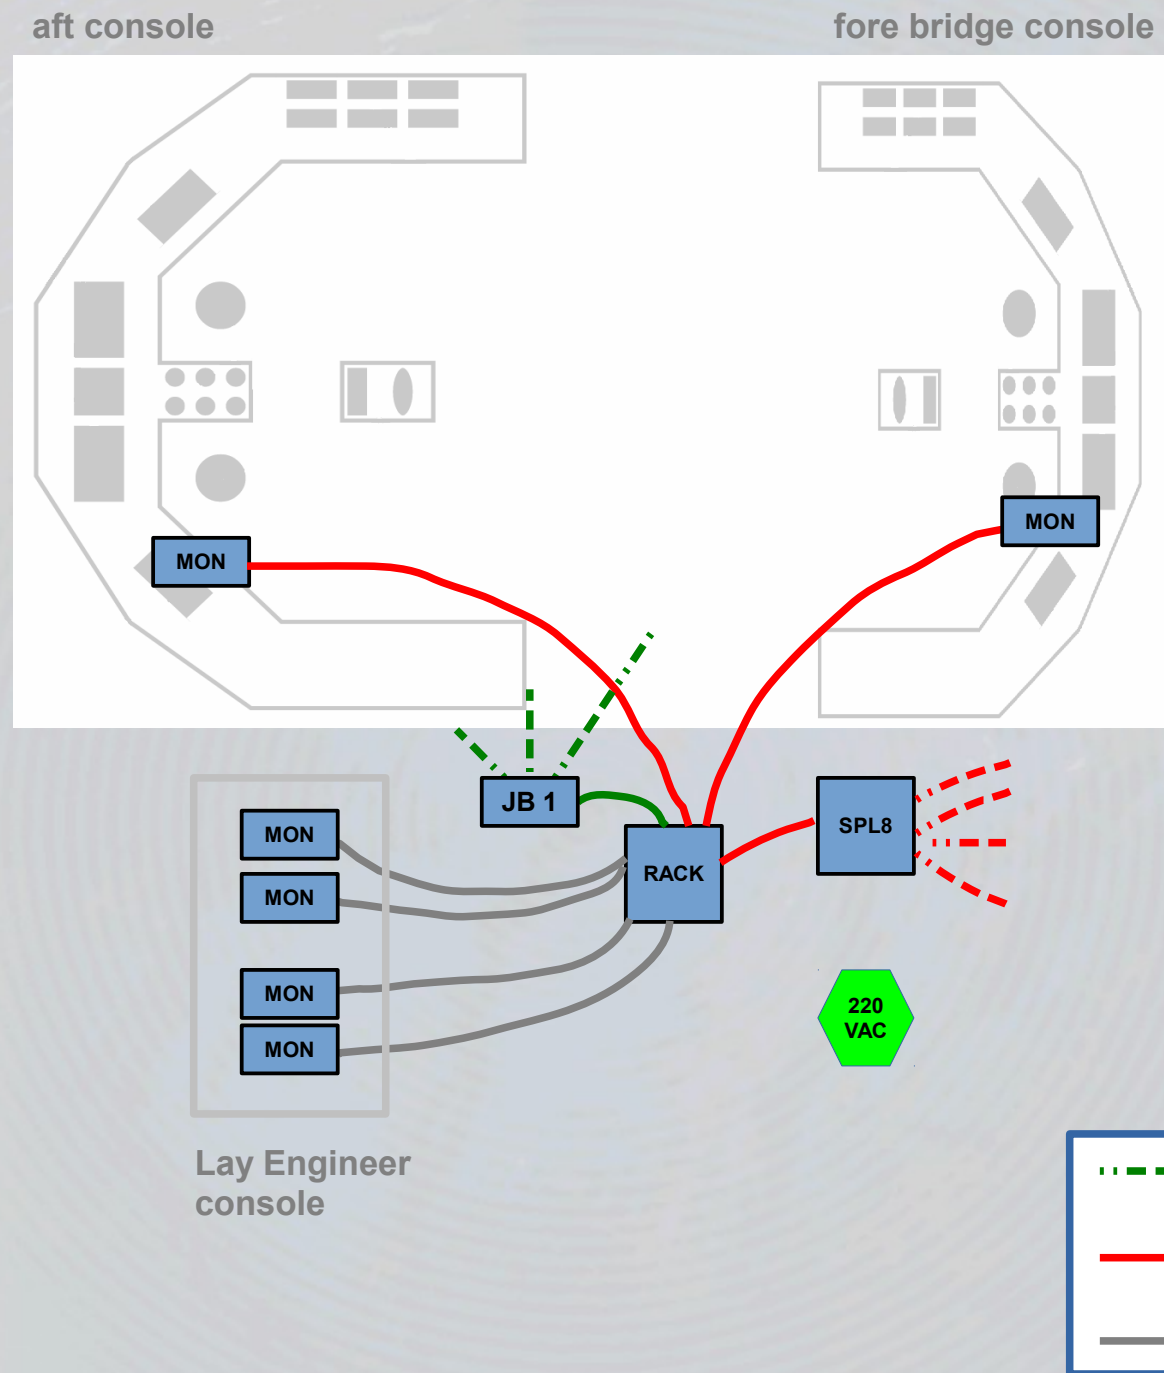 aft console
fore bridge console
MON
MON
JB 1
MON
SPL8
RACK
MON
MON
220
VAC
MON
Lay Engineer
console